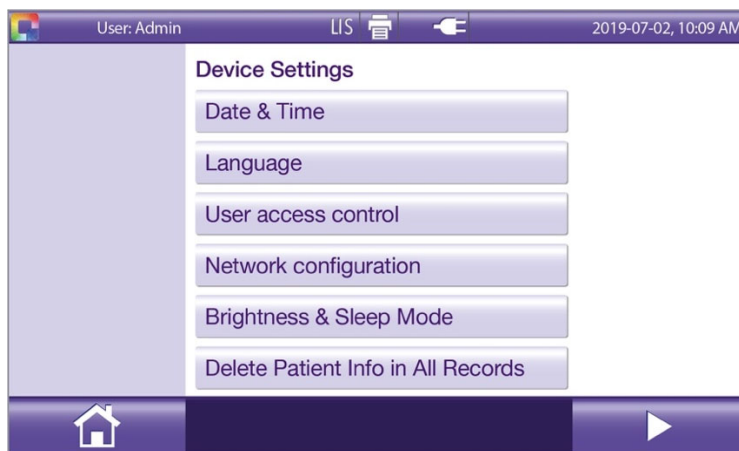 User: Admin LIS 2019-07-02, 10:09 AM
Device Settings
Date & Time
Language
User access control
Network configuration
Brightness & Sleep Mode
Delete Patient Info in All Records